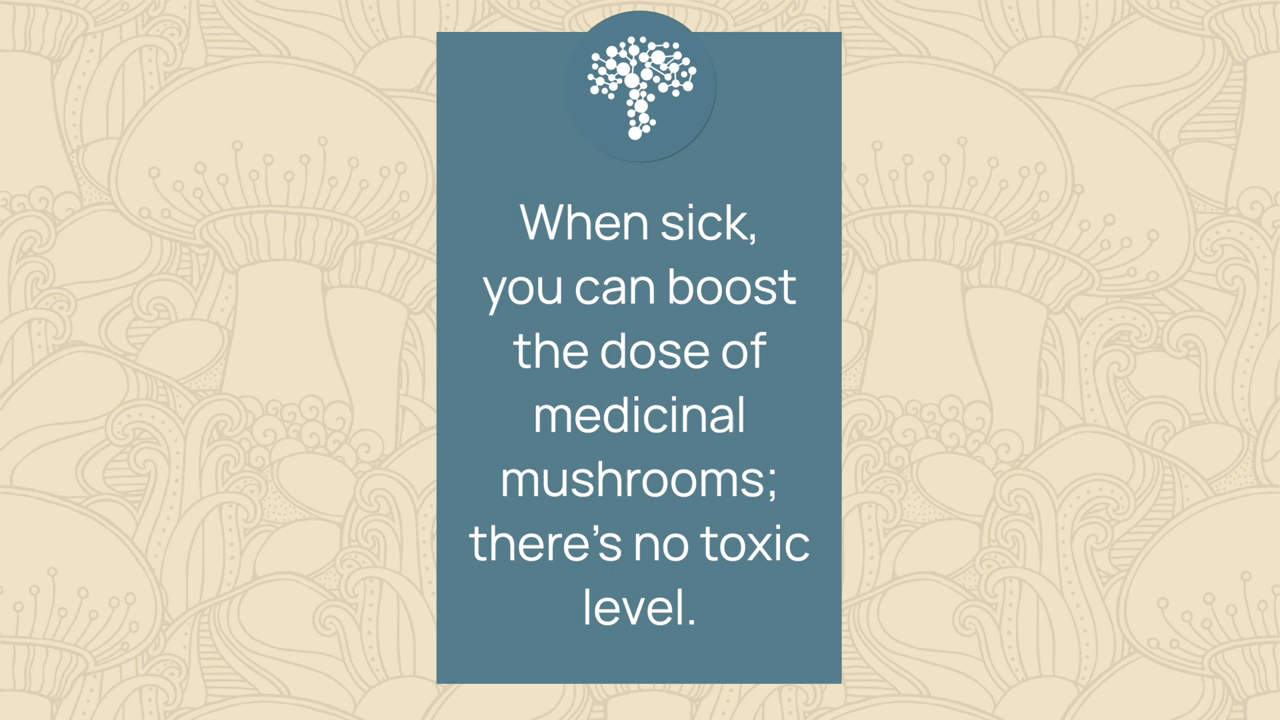 When sick,
you can boost
the dose of
medicinal
mushrooms;
there's no toxic
level.